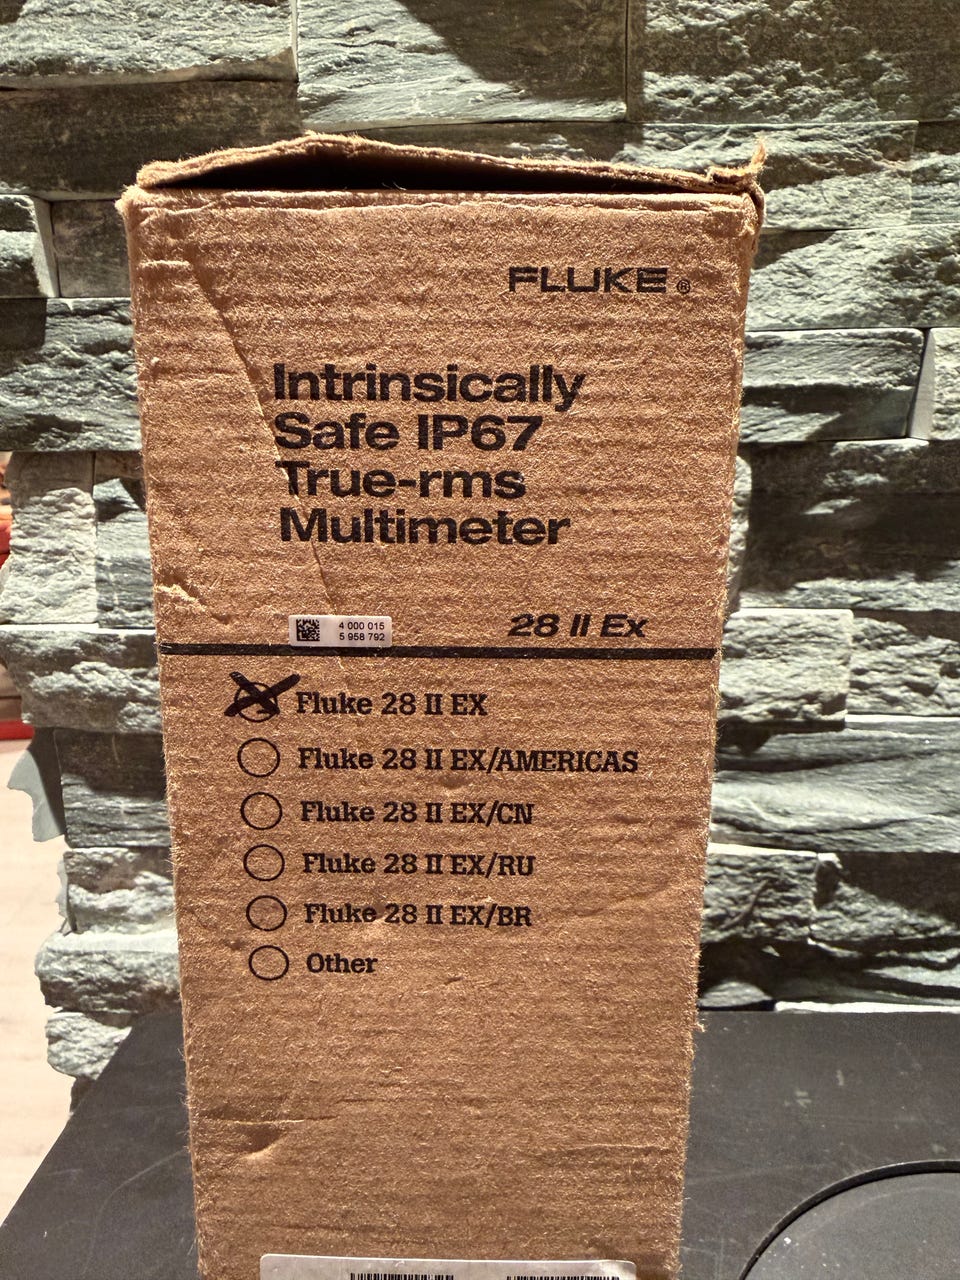 FLUKE®
Intrinsically
Safe IP67
True-rms
Multimeter
4 000 015
5 958 792
28 II Ex
Fluke 28 II EX
Fluke 28 II EX/AMERICAS
Fluke 28 II EX/CN
Fluke 28 II EX/RU
Fluke 28 II EX/BR
Other